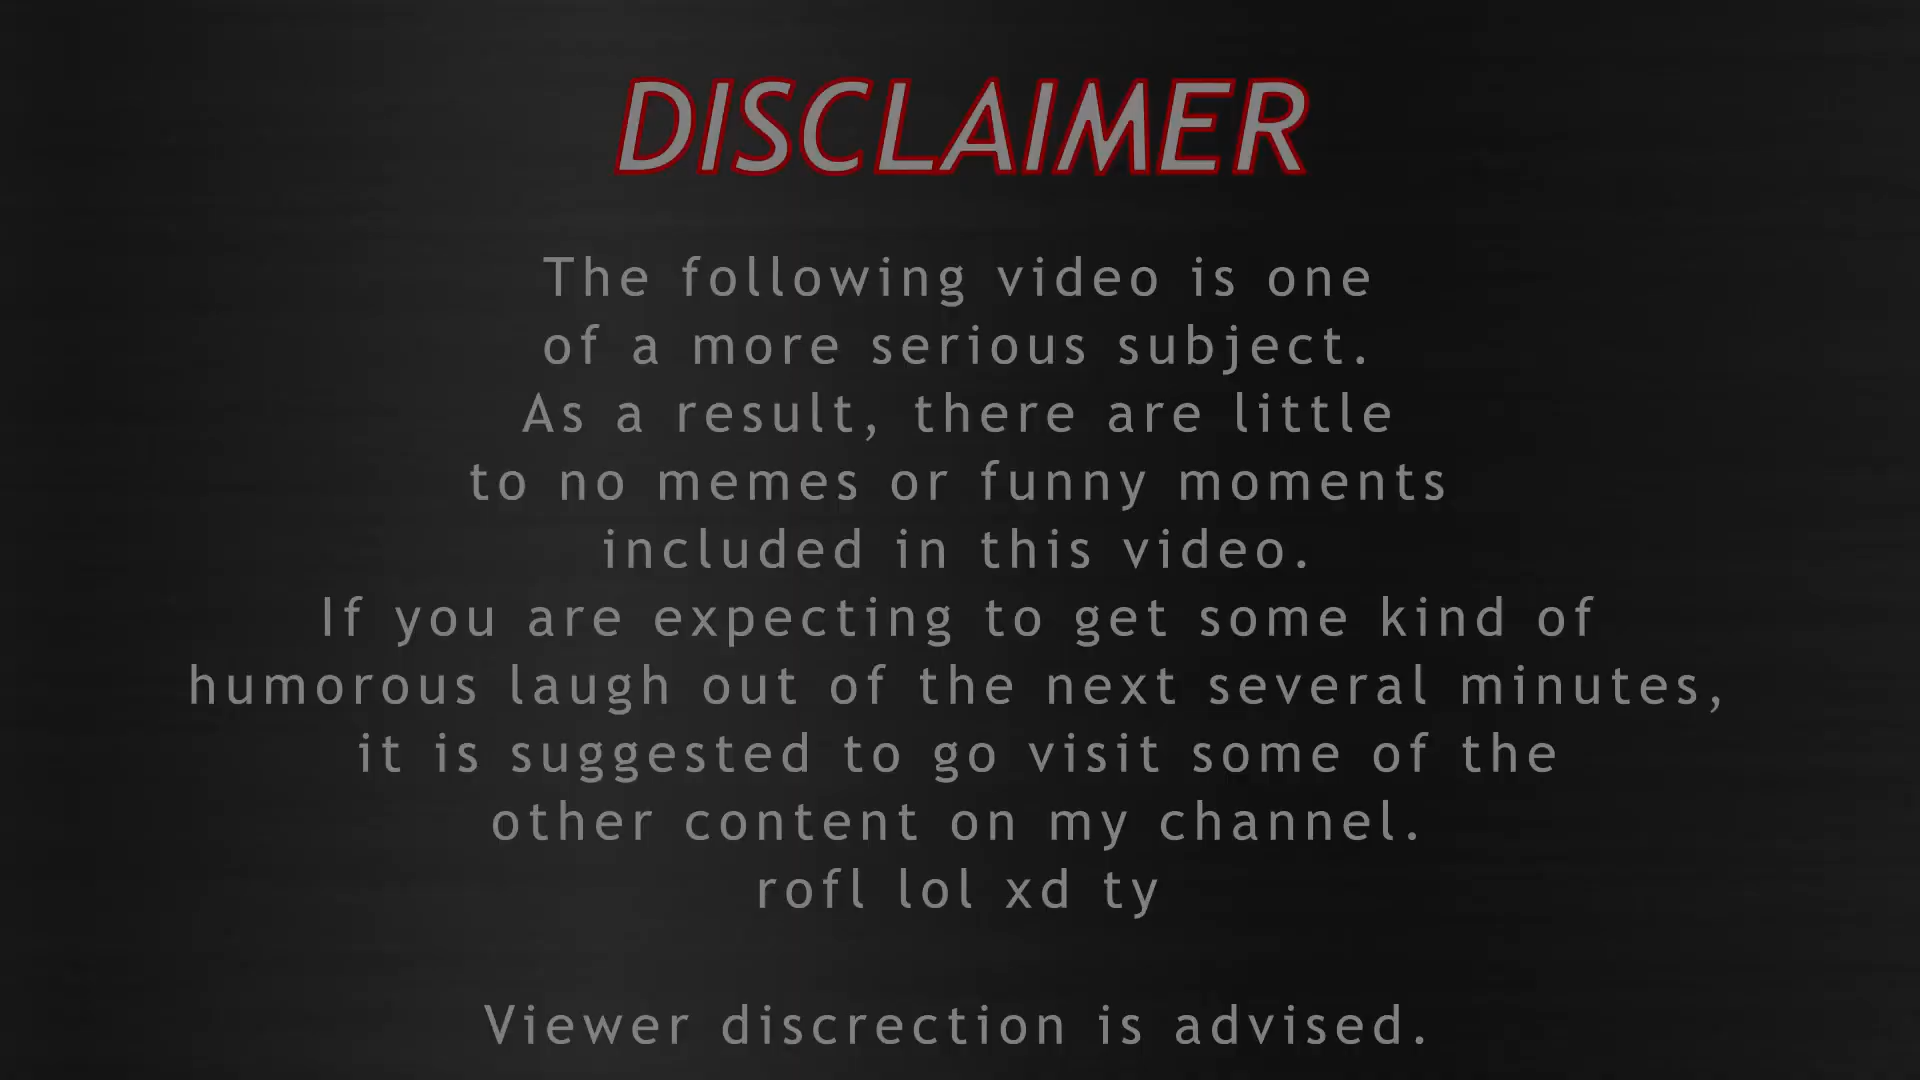 DISCLAIMER
The following video is one
of a more serious subject.
As a result, there are little
to no memes or funny moments
included in this video.
If you are expecting to get some kind of
humorous laugh out of the next several minutes,
it is suggested to go visit some of the
other content on my channel.
rofl lol xd ty
Viewer discrection is advised.